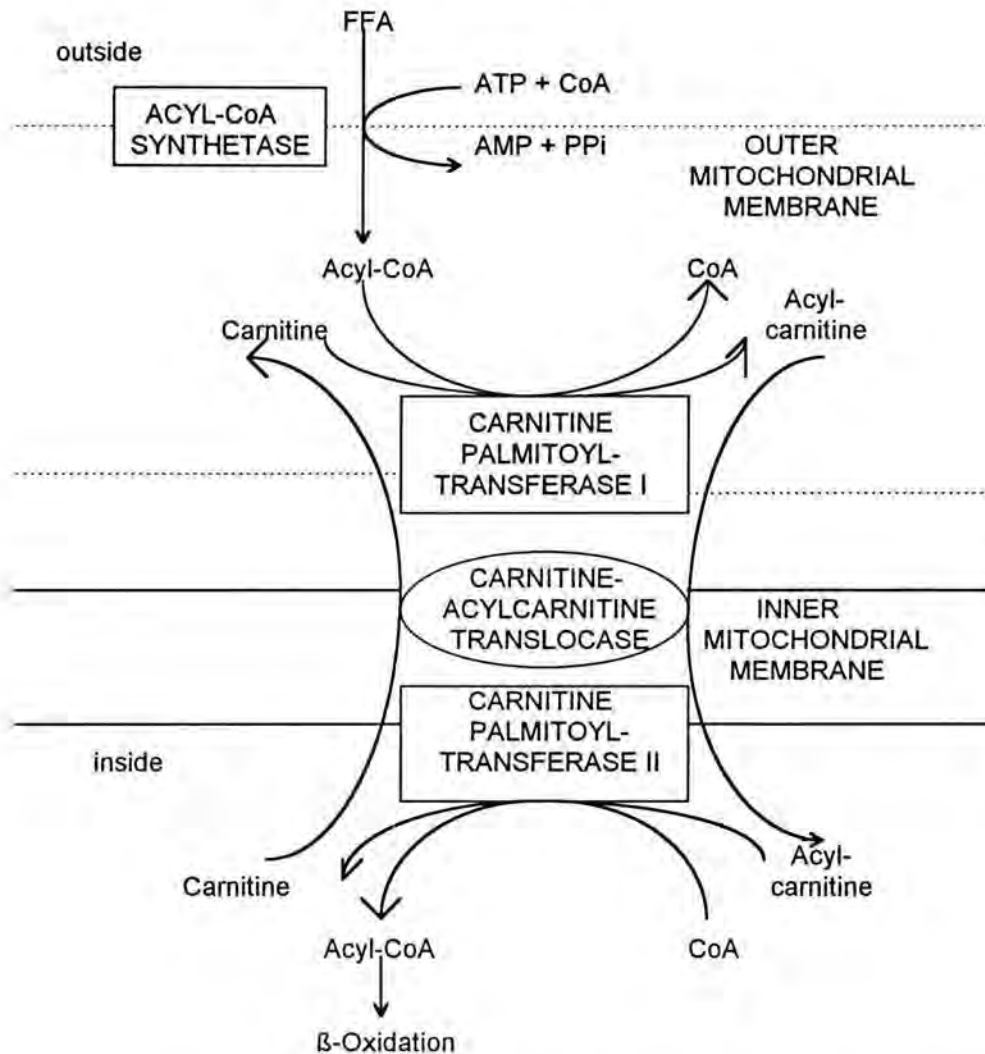 FFA
outside
ATP + CoA
ACYL-CoA
SYNTHETASE
AMP + PPi
OUTER
MITOCHONDRIAL
MEMBRANE
Acyl-CoA
CoA
Acyl-
carnitine
Carnitine
CARNITINE
PALMITOYL-
TRANSFERASE I
CARNITINE-
ACYLCARNITINE
TRANSLOCASE
INNER
MITOCHONDRIAL
MEMBRANE
CARNITINE
PALMITOYL-
TRANSFERASE II
inside
Carnitine
Acyl-
carnitine
Acyl-CoA
CoA
ß-Oxidation